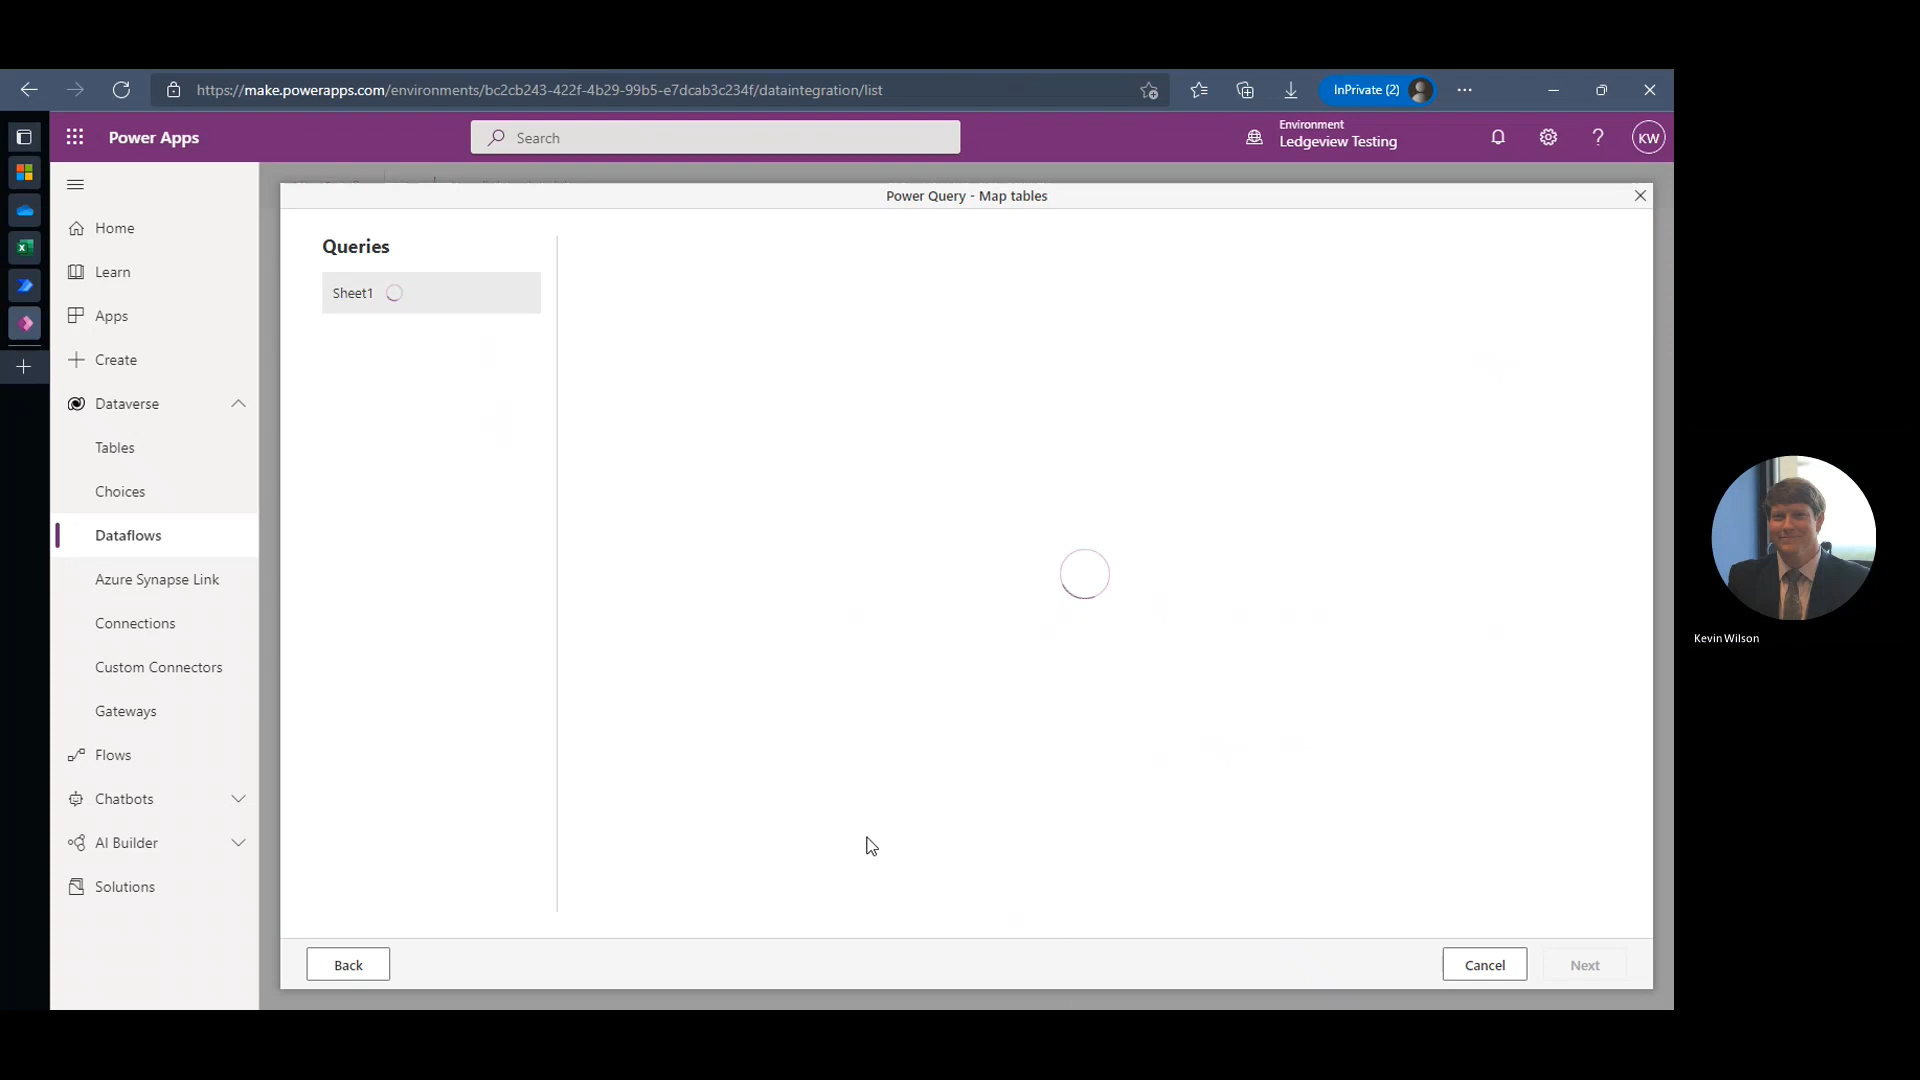 https://make.powerapps.com/environments/bc2cb243-422f-4b29-99b5-e7dcab3c234f/dataintegration/list
InPrivate (2)
Power Apps
Search
Environment
Ledgeview Testing
KW
Power Query - Map tables
Home
Learn
Apps
Create
Dataverse
Tables
Choices
Dataflows
Azure Synapse Link
Connections
Custom Connectors
Gateways
Flows
Chatbots
AI Builder
Solutions
Queries
Sheet1
Back
Cancel
Next
Kevin Wilson